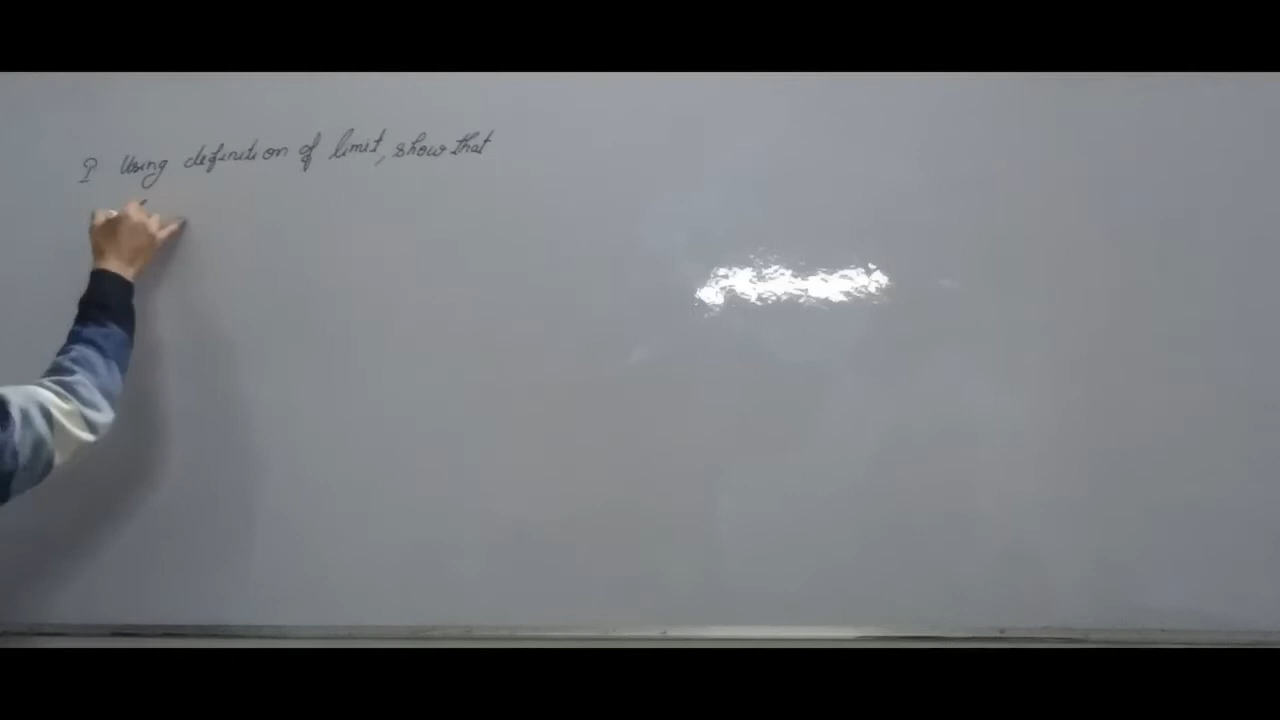 Using definition of limit, show that